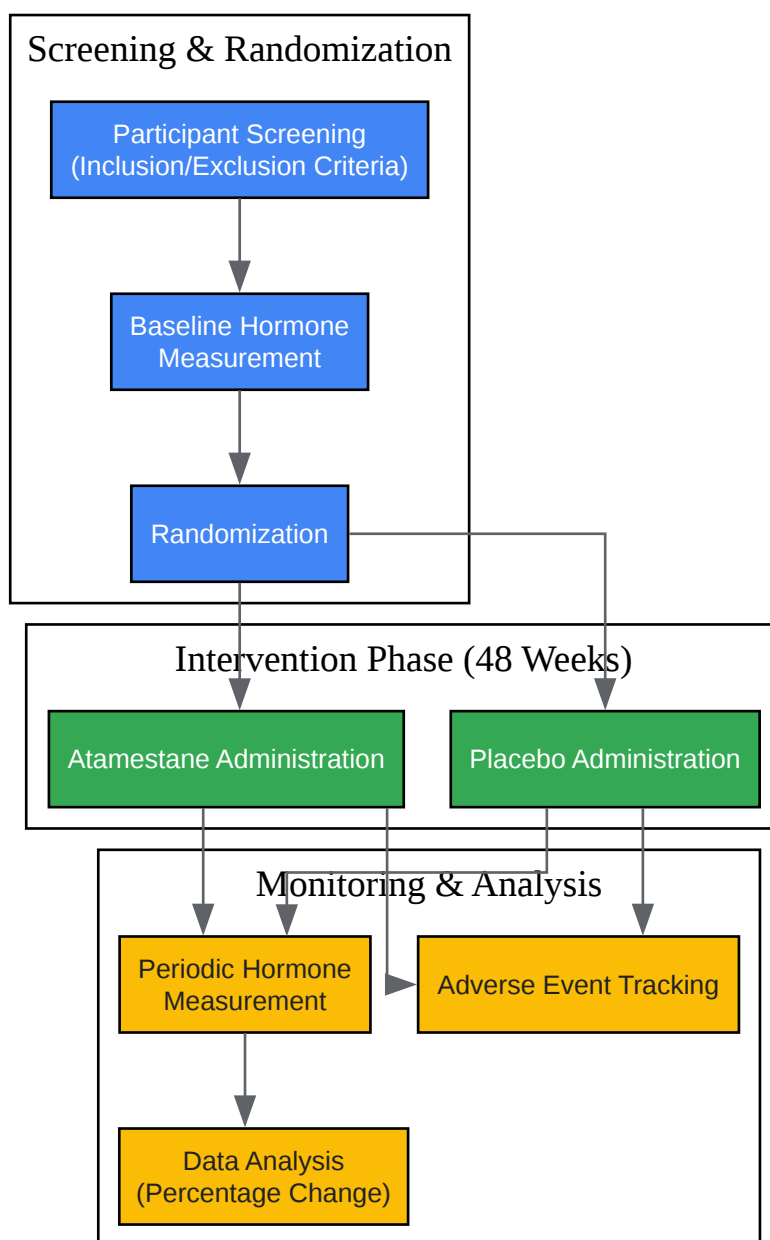 Screening & Randomization
Participant Screening
(Inclusion/Exclusion Criteria)
Baseline Hormone
Measurement
Randomization
Intervention Phase (48 Weeks)
Atamestane Administration
Placebo Administration
Monitoring & Analysis
Periodic Hormone
Measurement
Adverse Event Tracking
Data Analysis
(Percentage Change)